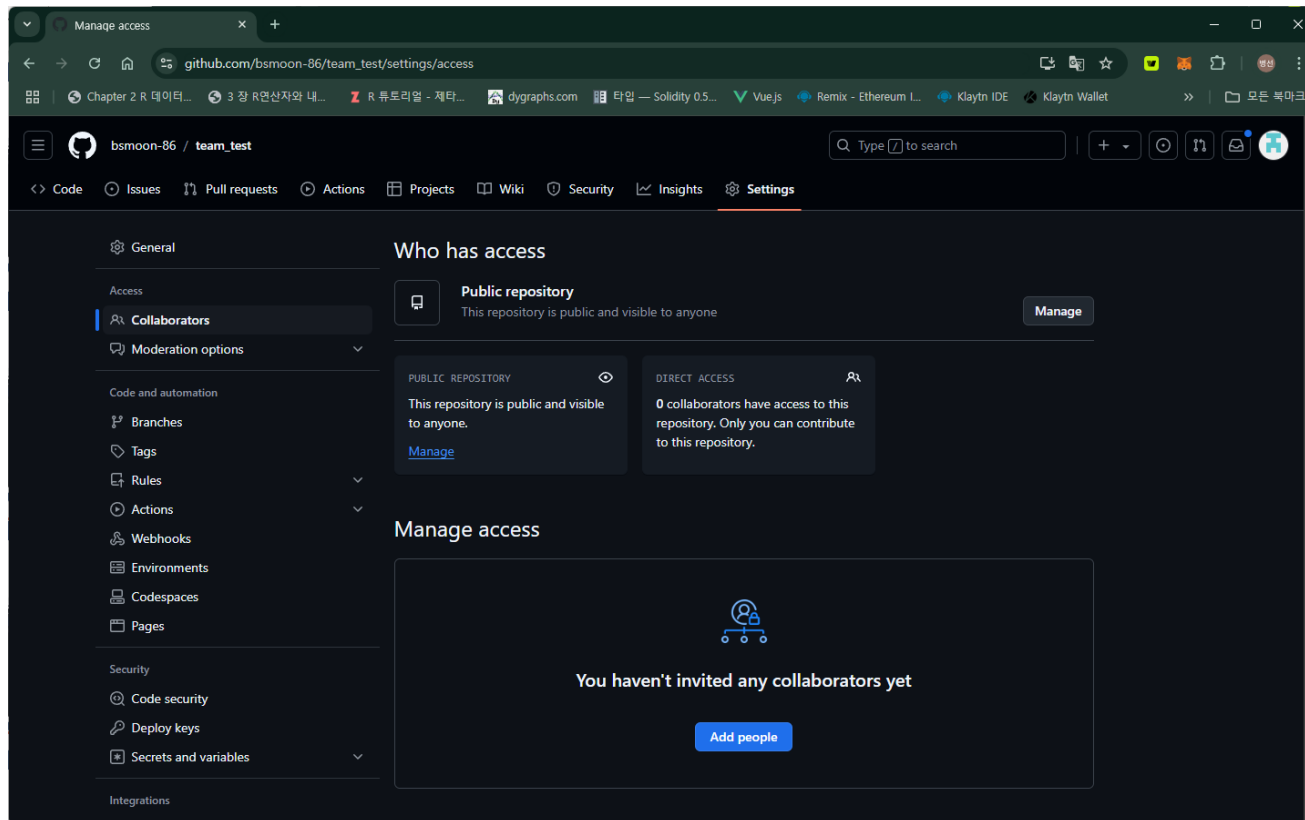 Manage access
github.com/bsmoon-86/team_test/settings/access
Chapter 2 R 데이터...
3 장 R연산자와 내...
R 튜토리얼 - 제타...
dygraphs.com
타입 — Solidity 0.5...
Vue.js
Remix - Ethereum I...
Klaytn IDE
Klaytn Wallet
»
모든 북마크
병선
bsmoon-86 / team_test
Type / to search
Code
Issues
Pull requests
Actions
Projects
Wiki
Security
Insights
Settings
General
Access
Collaborators
Moderation options
Code and automation
Branches
Tags
Rules
Actions
Webhooks
Environments
Codespaces
Pages
Security
Code security
Deploy keys
Secrets and variables
Integrations
Who has access
Public repository
This repository is public and visible to anyone
Manage
PUBLIC REPOSITORY
This repository is public and visible
to anyone.
Manage
DIRECT ACCESS
0 collaborators have access to this
repository. Only you can contribute
to this repository.
Manage access
You haven't invited any collaborators yet
Add people